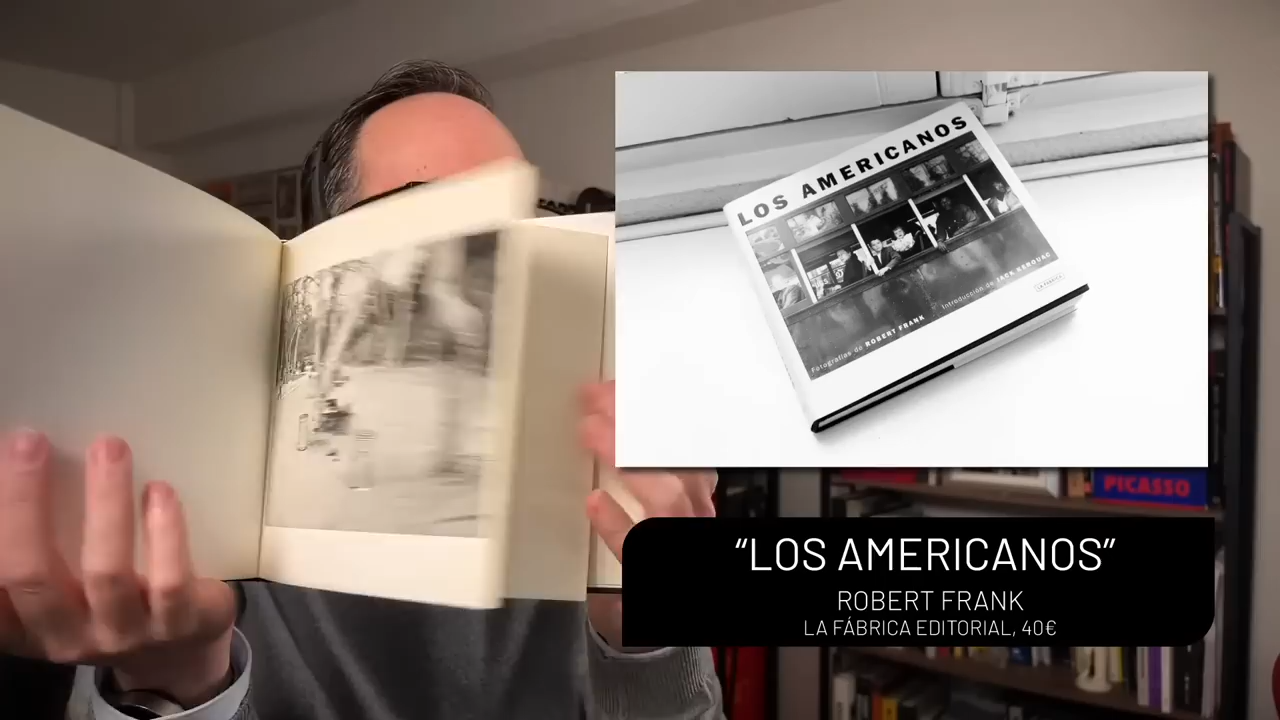 LOS AMERICANOS
Fotografías de ROBERT FRANK
Introducción de JACK KEROUAC
LA FÁBRICA
PICASSO
“LOS AMERICANOS”
ROBERT FRANK
LA FÁBRICA EDITORIAL, 40€